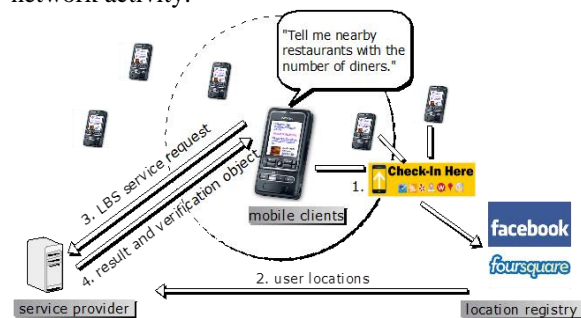 network activity.
"Tell me nearby
restaurants with the
number of diners."
3. LBS service request
4. result and verification object
1.
Check-In Here
mobile clients
facebook
foursquare
2. user locations
service provider
location registry